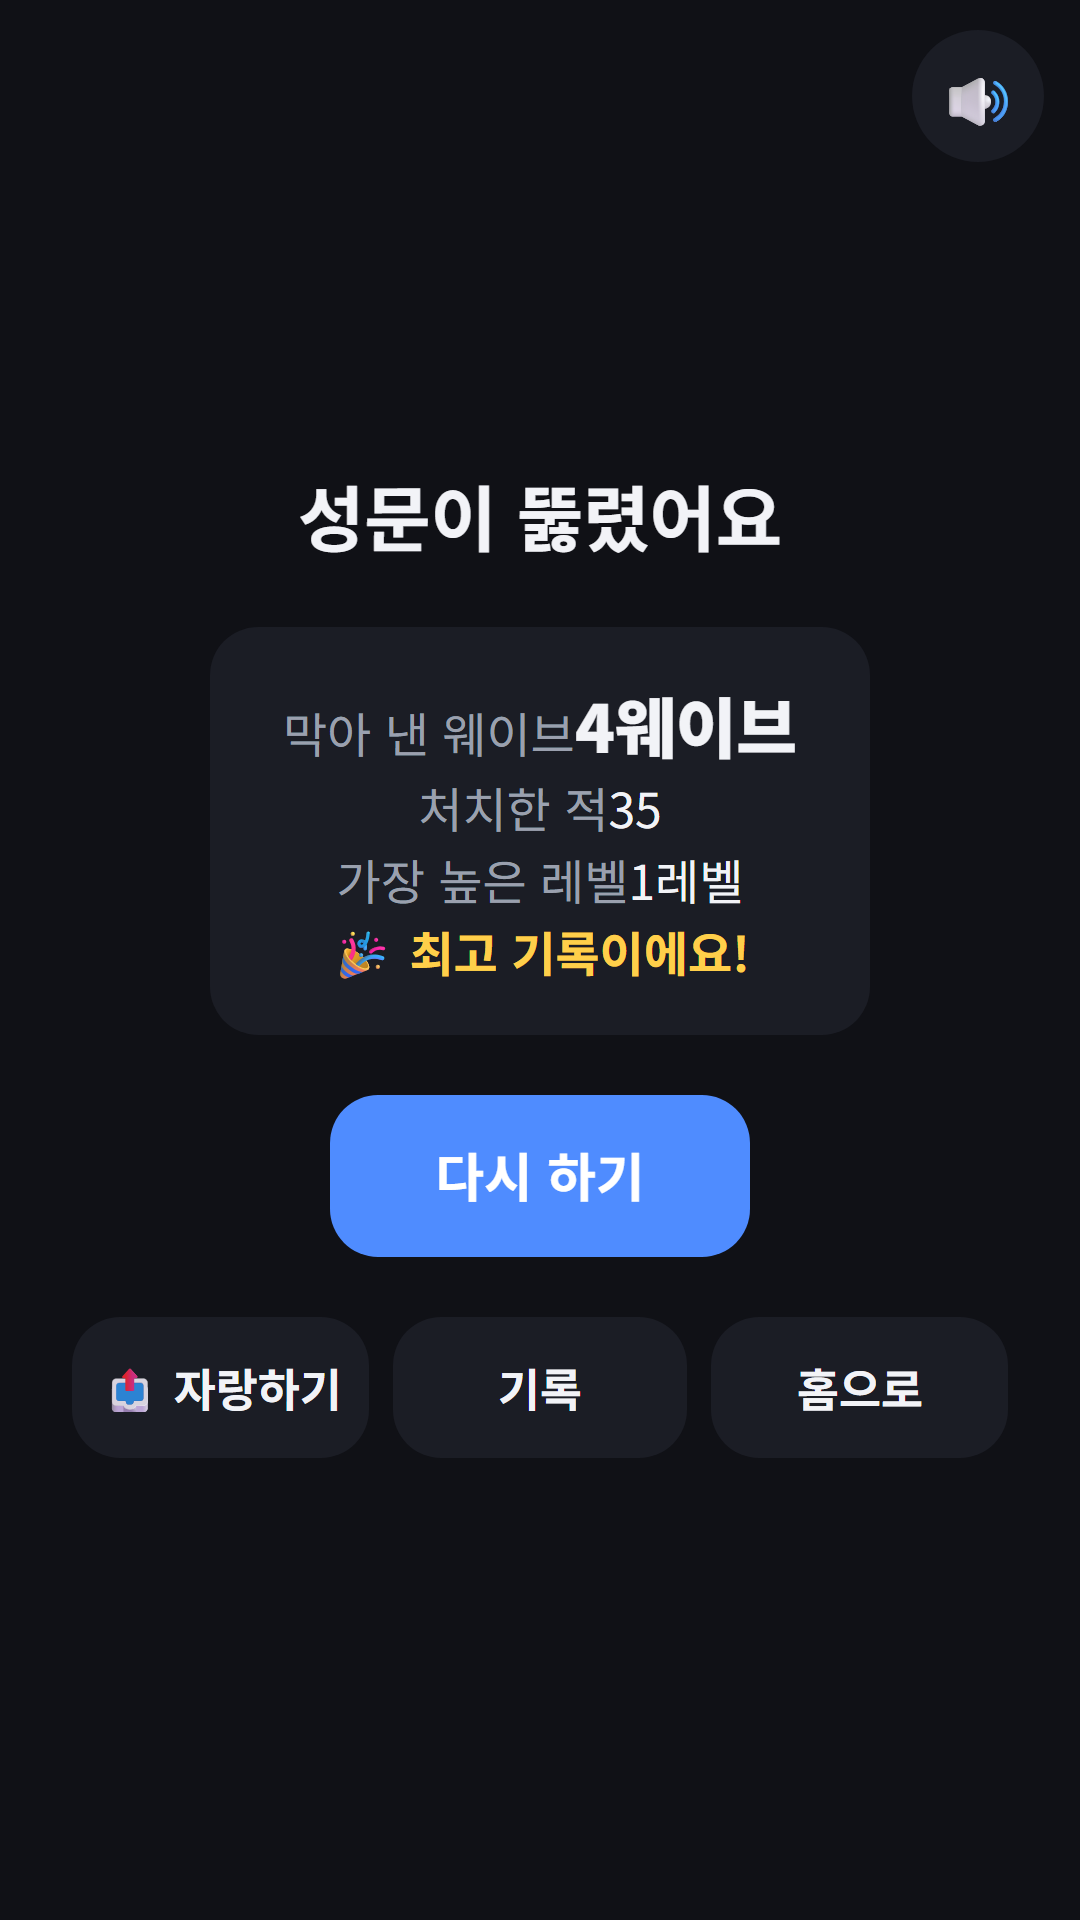 성문이 뚫렸어요
막아 낸 웨이브4웨이브
처치한 적35
가장 높은 레벨1레벨
🎉 최고 기록이에요!
다시 하기
📤 자랑하기
기록
홈으로